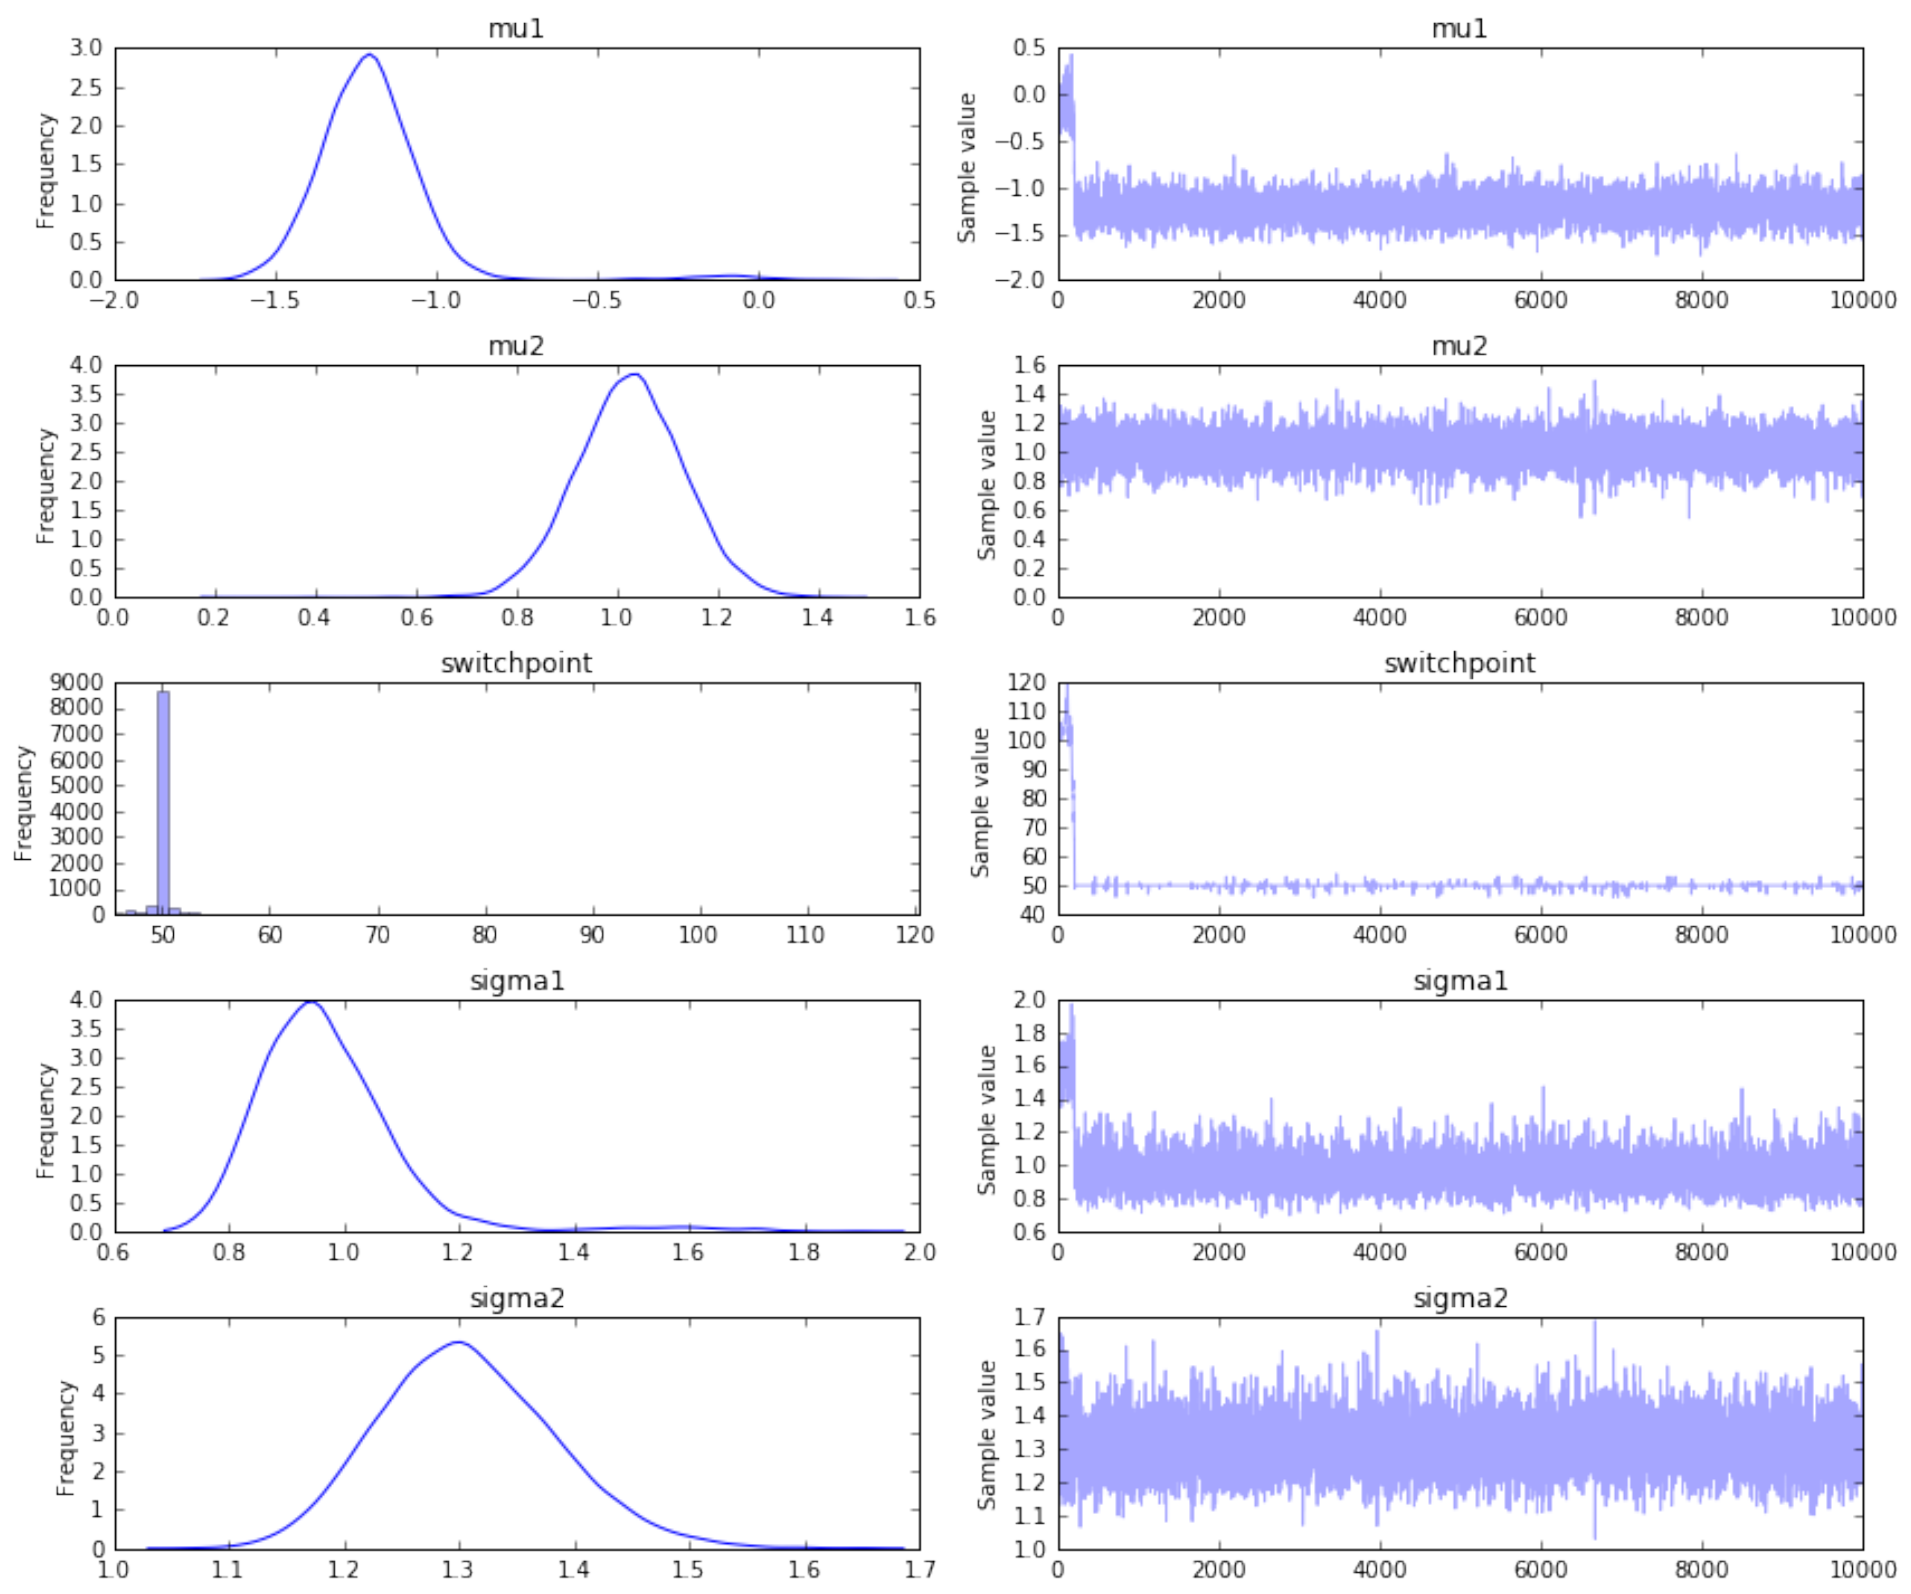 mu1
3.0
2.5
2.0
1.5
1.0
0.5
0.0
Frequency
−2.0 −1.5 −1.0 −0.5 0.0 0.5
mu1
0.5
0.0
−0.5
−1.0
−1.5
−2.0
Sample value
0 2000 4000 6000 8000 10000
mu2
4.0
3.5
3.0
2.5
2.0
1.5
1.0
0.5
0.0
Frequency
0.0 0.2 0.4 0.6 0.8 1.0 1.2 1.4 1.6
mu2
1.6
1.4
1.2
1.0
0.8
0.6
0.4
0.2
0.0
Sample value
0 2000 4000 6000 8000 10000
switchpoint
9000
8000
7000
6000
5000
4000
3000
2000
1000
0
Frequency
50 60 70 80 90 100 110 120
switchpoint
120
110
100
90
80
70
60
50
40
Sample value
0 2000 4000 6000 8000 10000
sigma1
4.0
3.5
3.0
2.5
2.0
1.5
1.0
0.5
0.0
Frequency
0.6 0.8 1.0 1.2 1.4 1.6 1.8 2.0
sigma1
2.0
1.8
1.6
1.4
1.2
1.0
0.8
0.6
Sample value
0 2000 4000 6000 8000 10000
sigma2
6
5
4
3
2
1
0
Frequency
1.0 1.1 1.2 1.3 1.4 1.5 1.6 1.7
sigma2
1.7
1.6
1.5
1.4
1.3
1.2
1.1
1.0
Sample value
0 2000 4000 6000 8000 10000